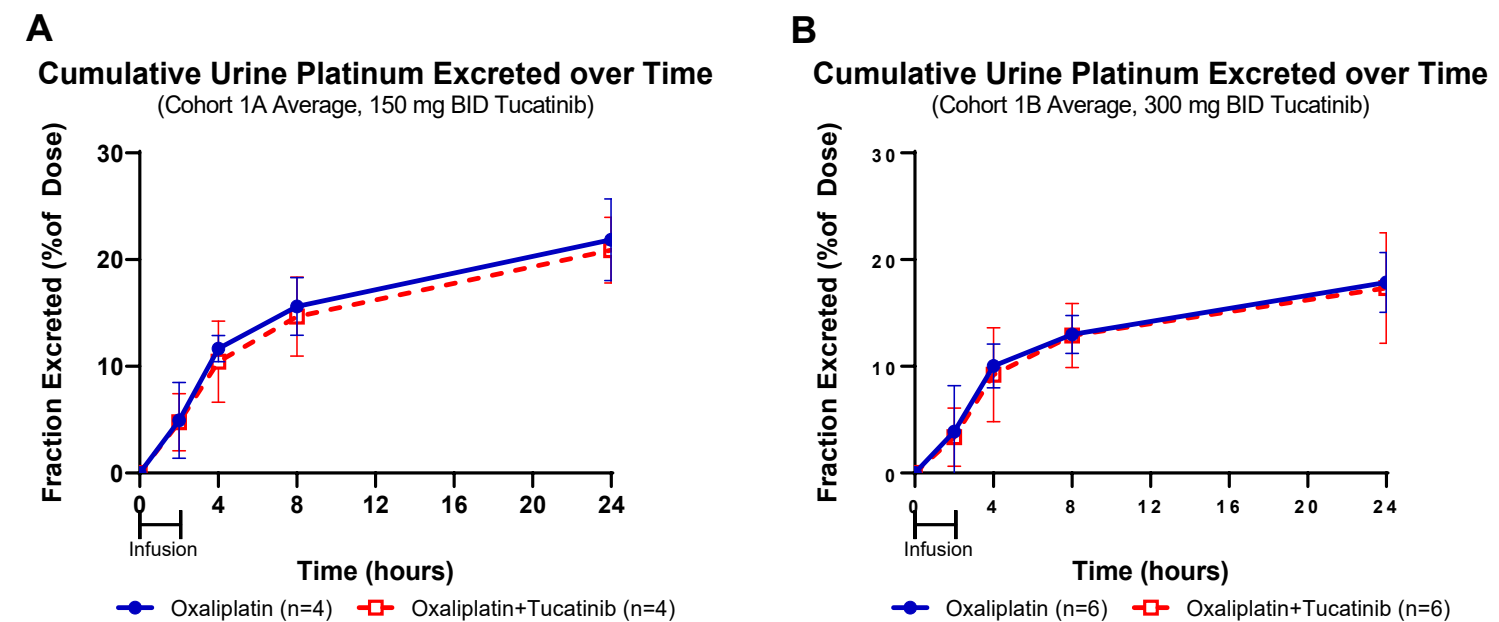 A
Cumulative Urine Platinum Excreted over Time
(Cohort 1A Average, 150 mg BID Tucatinib)
Fraction Excreted (%of Dose)
30
20
10
0
0 4 8 12 16 20 24
Infusion
Time (hours)
Oxaliplatin (n=4) Oxaliplatin+Tucatinib (n=4)
B
Cumulative Urine Platinum Excreted over Time
(Cohort 1B Average, 300 mg BID Tucatinib)
Fraction Excreted (%of Dose)
30
20
10
0
0 4 8 12 16 20 24
Infusion
Time (hours)
Oxaliplatin (n=6) Oxaliplatin+Tucatinib (n=6)